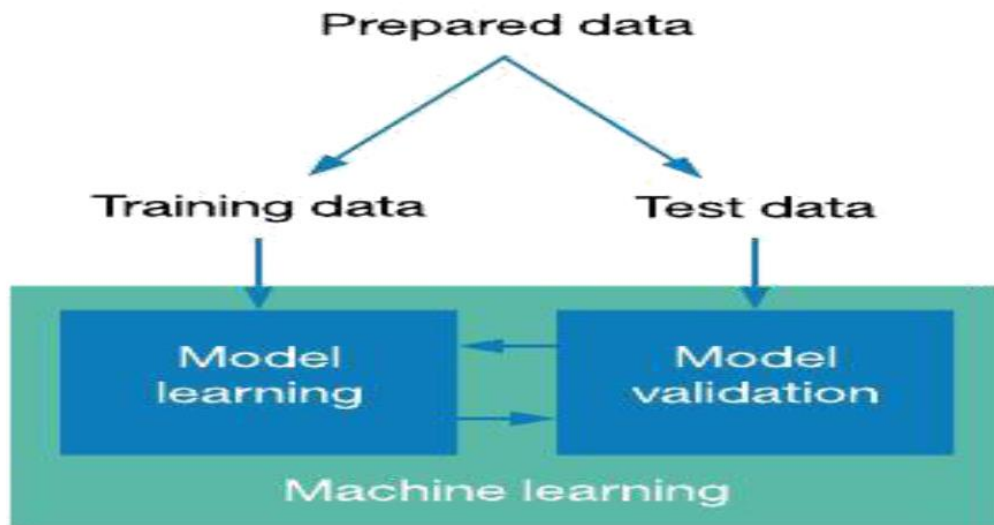 Prepared data
Training data
Test data
Model
learning
Model
validation
Machine learning